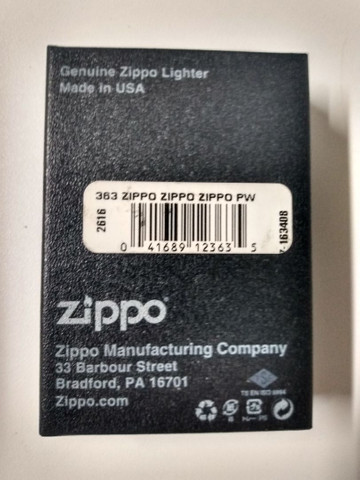 Genuine Zippo Lighter
Made in USA
363 ZIPPO ZIPPO ZIPPO PW
2616
0 41689 12363 5
163408
zippo
Zippo Manufacturing Company
33 Barbour Street
Bradford, PA 16701
Zippo.com